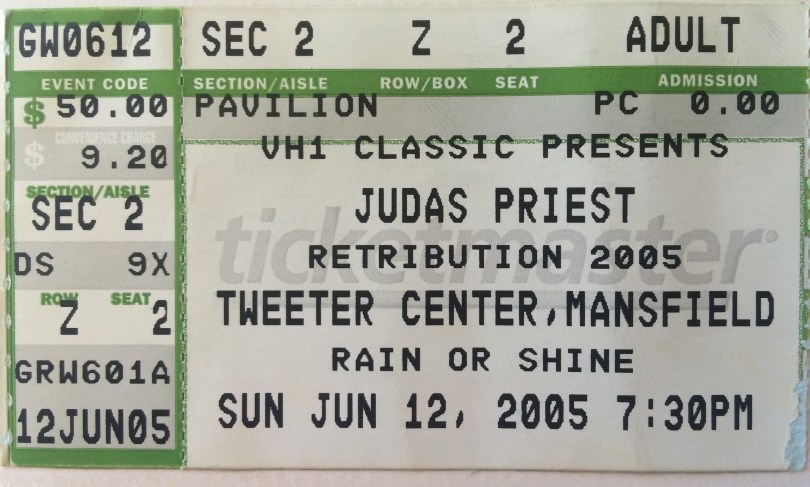 GW0612
EVENT CODE
$ 50.00
CONVENIENCE CHARGE
$ 9.20
SECTION/AISLE
SEC 2
DS 9X
ROW SEAT
Z 2
GRW601A
12JUN05
SEC 2 Z 2 ADULT
SECTION/AISLE ROW/BOX SEAT ADMISSION
PAVILION PC 0.00
VH1 CLASSIC PRESENTS
JUDAS PRIEST
ticketmaster®
RETRIBUTION 2005
TWEETER CENTER,MANSFIELD
RAIN OR SHINE
SUN JUN 12, 2005 7:30PM